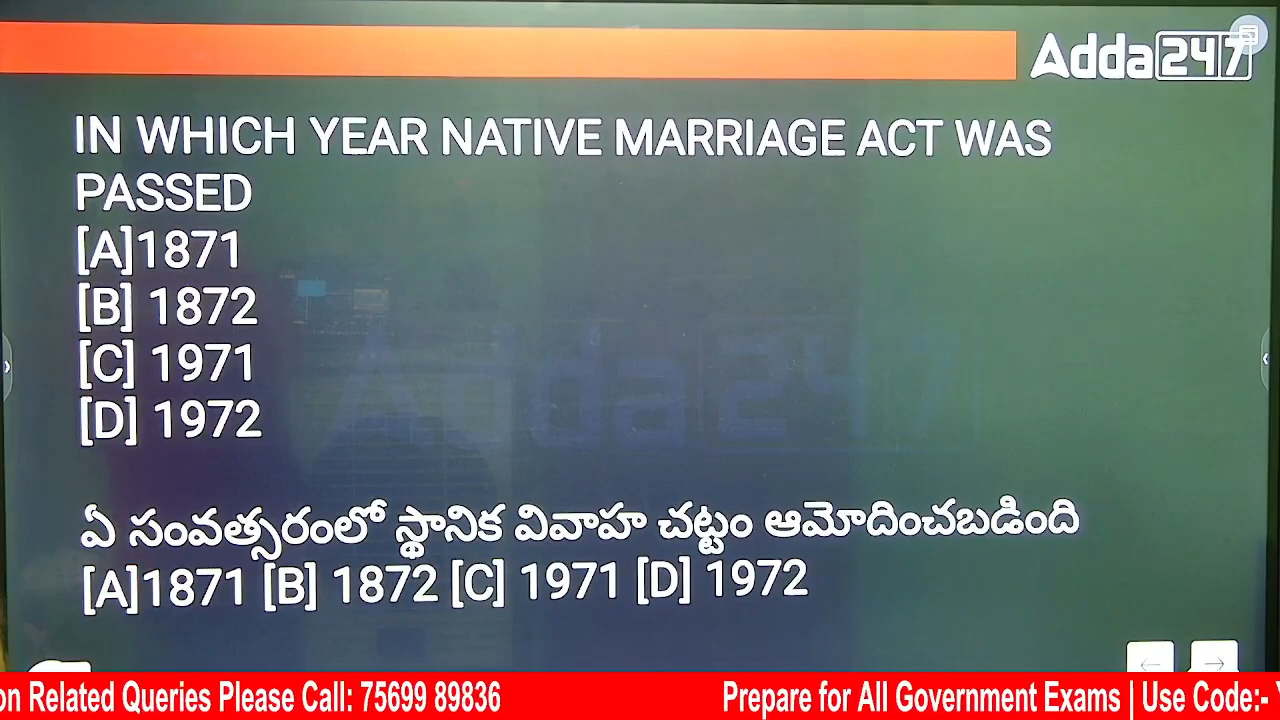 Adda247
IN WHICH YEAR NATIVE MARRIAGE ACT WAS
PASSED
[A]1871
[B] 1872
[C] 1971
[D] 1972
Adda247
ఏ సంవత్సరంలో స్థానిక వివాహ చట్టం ఆమోదించబడింది
[A]1871 [B] 1872 [C] 1971 [D] 1972
on Related Queries Please Call: 75699 89836 Prepare for All Government Exams | Use Code:-